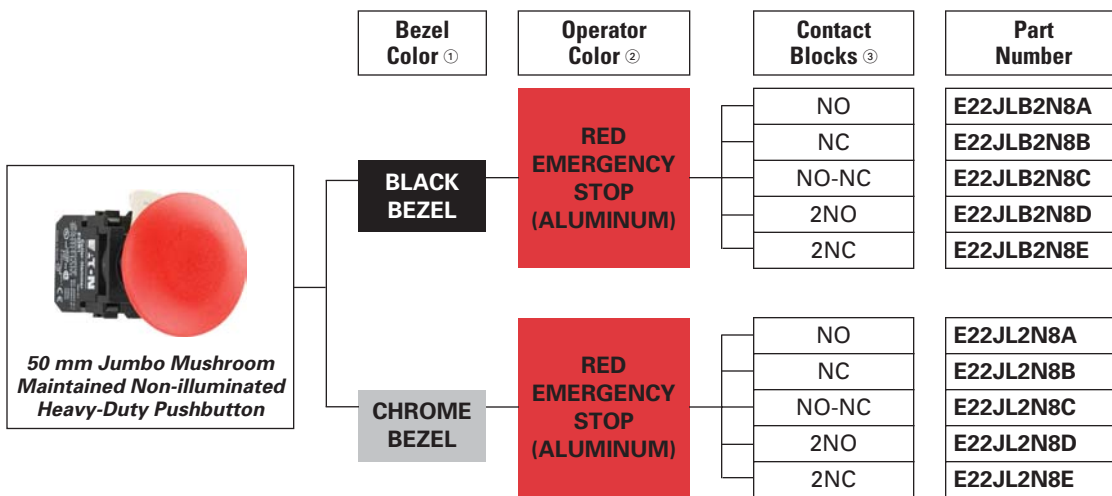 Bezel
Color ①
Operator
Color ②
Contact
Blocks ③
Part
Number
BLACK
BEZEL
RED
EMERGENCY
STOP
(ALUMINUM)
NO E22JLB2N8A
NC E22JLB2N8B
NO-NC E22JLB2N8C
2NO E22JLB2N8D
2NC E22JLB2N8E
EATON
50 mm Jumbo Mushroom
Maintained Non-illuminated
Heavy-Duty Pushbutton
CHROME
BEZEL
RED
EMERGENCY
STOP
(ALUMINUM)
NO E22JL2N8A
NC E22JL2N8B
NO-NC E22JL2N8C
2NO E22JL2N8D
2NC E22JL2N8E